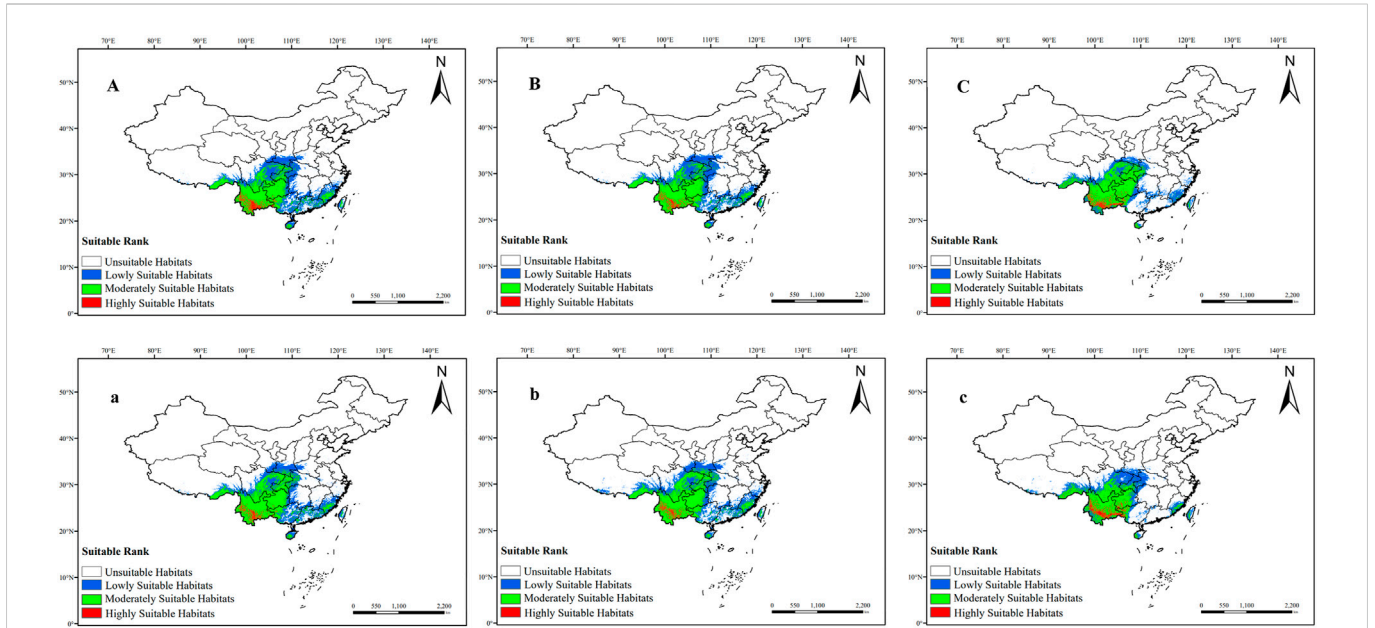 70°E 80°E 90°E 100°E 110°E 120°E 130°E 140°E
A
N
50°N
40°N
30°N
20°N
10°N
0°
Suitable Rank
Unsuitable Habitats
Lowly Suitable Habitats
Moderately Suitable Habitats
Highly Suitable Habitats
0 550 1,100 2,200
70°E 80°E 90°E 100°E 110°E 120°E 130°E 140°E
B
N
50°N
40°N
30°N
20°N
10°N
0°
Suitable Rank
Unsuitable Habitats
Lowly Suitable Habitats
Moderately Suitable Habitats
Highly Suitable Habitats
0 550 1,100 2,200
70°E 80°E 90°E 100°E 110°E 120°E 130°E 140°E
C
N
50°N
40°N
30°N
20°N
10°N
0°
Suitable Rank
Unsuitable Habitats
Lowly Suitable Habitats
Moderately Suitable Habitats
Highly Suitable Habitats
0 550 1,100 2,200
70°E 80°E 90°E 100°E 110°E 120°E 130°E 140°E
a
N
50°N
40°N
30°N
20°N
10°N
0°
Suitable Rank
Unsuitable Habitats
Lowly Suitable Habitats
Moderately Suitable Habitats
Highly Suitable Habitats
0 550 1,100 2,200
70°E 80°E 90°E 100°E 110°E 120°E 130°E 140°E
b
N
50°N
40°N
30°N
20°N
10°N
0°
Suitable Rank
Unsuitable Habitats
Lowly Suitable Habitats
Moderately Suitable Habitats
Highly Suitable Habitats
0 550 1,100 2,200
70°E 80°E 90°E 100°E 110°E 120°E 130°E 140°E
c
N
50°N
40°N
30°N
20°N
10°N
0°
Suitable Rank
Unsuitable Habitats
Lowly Suitable Habitats
Moderately Suitable Habitats
Highly Suitable Habitats
0 550 1,100 2,200